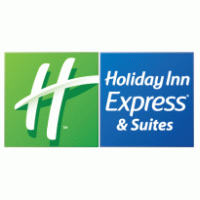 H
Holiday Inn
Express®
& Suites